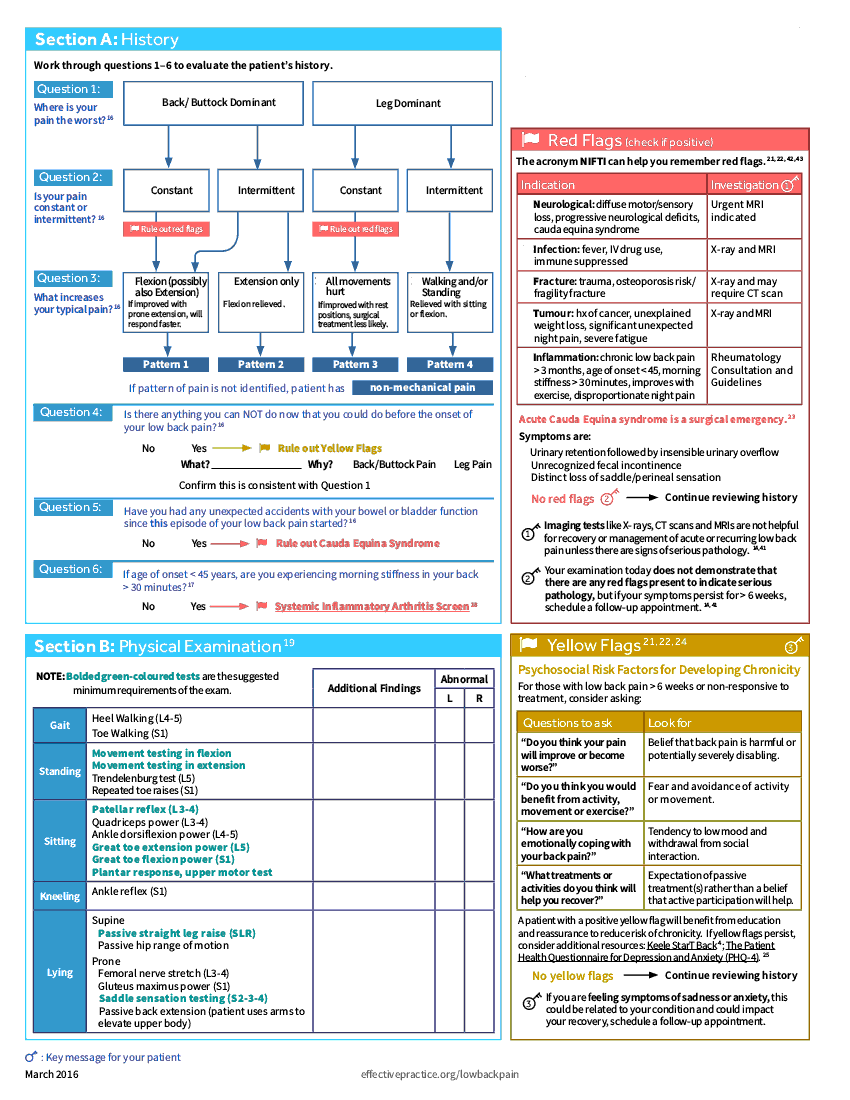 Section A: History
Work through questions 1–6 to evaluate the patient's history.
Question 1:
Where is your
pain the worst? 16
Back/ Buttock Dominant
Leg Dominant
Question 2:
Is your pain
constant or
intermittent? 16
Constant
Intermittent
Constant
Intermittent
Rule out red flags
Rule out red flags
Question 3:
What increases
your typical pain? 16
Flexion (possibly
also Extension)
If improved with
prone extension, will
respond faster.
Extension only
Flexion relieved.
All movements
hurt
If improved with rest
positions, surgical
treatment less likely.
Walking and/or
Standing
Relieved with sitting
or flexion.
Pattern 1
Pattern 2
Pattern 3
Pattern 4
If pattern of pain is not identified, patient has non-mechanical pain
Question 4:
Is there anything you can NOT do now that you could do before the onset of
your low back pain? 16
No Yes Rule out Yellow Flags
What? Why? Back/Buttock Pain Leg Pain
Confirm this is consistent with Question 1
Question 5:
Have you had any unexpected accidents with your bowel or bladder function
since this episode of your low back pain started? 16
No Yes Rule out Cauda Equina Syndrome
Question 6:
If age of onset < 45 years, are you experiencing morning stiffness in your back
> 30 minutes? 17
No Yes Systemic Inflammatory Arthritis Screen 18
Red Flags (check if positive)
The acronym NIFTI can help you remember red flags. 21,22,42,43
Indication
Investigation 1
Neurological: diffuse motor/sensory
loss, progressive neurological deficits,
cauda equina syndrome
Urgent MRI
indicated
Infection: fever, IV drug use,
immune suppressed
X-ray and MRI
Fracture: trauma, osteoporosis risk/
fragility fracture
X-ray and may
require CT scan
Tumour: hx of cancer, unexplained
weight loss, significant unexpected
night pain, severe fatigue
X-ray and MRI
Inflammation: chronic low back pain
> 3 months, age of onset < 45, morning
stiffness > 30 minutes, improves with
exercise, disproportionate night pain
Rheumatology
Consultation and
Guidelines
Acute Cauda Equina syndrome is a surgical emergency. 23
Symptoms are:
Urinary retention followed by insensible urinary overflow
Unrecognized fecal incontinence
Distinct loss of saddle/perineal sensation
No red flags 2 Continue reviewing history
1 Imaging tests like X- rays, CT scans and MRIs are not helpful
for recovery or management of acute or recurring low back
pain unless there are signs of serious pathology. 14,41
2 Your examination today does not demonstrate that
there are any red flags present to indicate serious
pathology, but if your symptoms persist for > 6 weeks,
schedule a follow-up appointment. 14,41
Section B: Physical Examination 19
NOTE: Bolded green-coloured tests are the suggested
minimum requirements of the exam.
Additional Findings
Abnormal
L R
Gait
Heel Walking (L4-5)
Toe Walking (S1)
Standing
Movement testing in flexion
Movement testing in extension
Trendelenburg test (L5)
Repeated toe raises (S1)
Sitting
Patellar reflex (L3-4)
Quadriceps power (L3-4)
Ankle dorsiflexion power (L4-5)
Great toe extension power (L5)
Great toe flexion power (S1)
Plantar response, upper motor test
Kneeling
Ankle reflex (S1)
Lying
Supine
Passive straight leg raise (SLR)
Passive hip range of motion
Prone
Femoral nerve stretch (L3-4)
Gluteus maximus power (S1)
Saddle sensation testing (S2-3-4)
Passive back extension (patient uses arms to
elevate upper body)
Yellow Flags 21, 22, 24
3
Psychosocial Risk Factors for Developing Chronicity
For those with low back pain > 6 weeks or non-responsive to
treatment, consider asking:
Questions to ask
Look for
“Do you think your pain
will improve or become
worse?”
Belief that back pain is harmful or
potentially severely disabling.
“Do you think you would
benefit from activity,
movement or exercise?”
Fear and avoidance of activity
or movement.
“How are you
emotionally coping with
your back pain?”
Tendency to low mood and
withdrawal from social
interaction.
“What treatments or
activities do you think will
help you recover?”
Expectation of passive
treatment(s) rather than a belief
that active participation will help.
A patient with a positive yellow flag will benefit from education
and reassurance to reduce risk of chronicity. If yellow flags persist,
consider additional resources: Keele StarT Back 4; The Patient
Health Questionnaire for Depression and Anxiety (PHQ-4). 25
No yellow flags Continue reviewing history
3 If you are feeling symptoms of sadness or anxiety, this
could be related to your condition and could impact
your recovery, schedule a follow-up appointment.
: Key message for your patient
March 2016
effectivepractice.org/lowbackpain